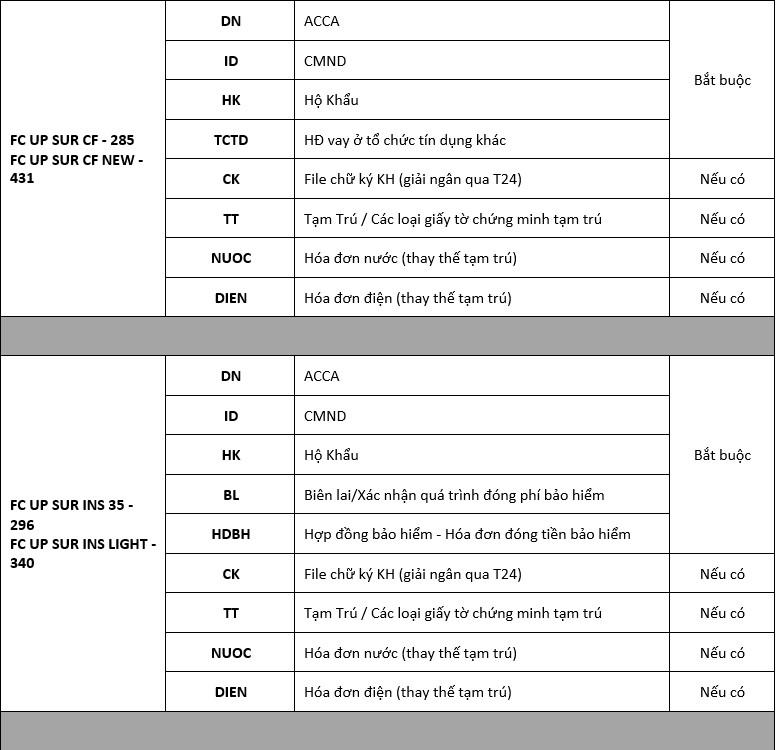 DN ACCA
ID CMND
Bắt buộc
HK Hộ Khẩu
TCTD HĐ vay ở tổ chức tín dụng khác
FC UP SUR CF - 285
FC UP SUR CF NEW -
431
CK File chữ ký KH (giải ngân qua T24) Nếu có
TT Tạm Trú / Các loại giấy tờ chứng minh tạm trú Nếu có
NUOC Hóa đơn nước (thay thế tạm trú) Nếu có
DIEN Hóa đơn điện (thay thế tạm trú) Nếu có
DN ACCA
ID CMND
HK Hộ Khẩu Bắt buộc
BL Biên lai/Xác nhận quá trình đóng phí bảo hiểm
HDBH Hợp đồng bảo hiểm - Hóa đơn đóng tiền bảo hiểm
FC UP SUR INS 35 -
296
FC UP SUR INS LIGHT -
340
CK File chữ ký KH (giải ngân qua T24) Nếu có
TT Tạm Trú / Các loại giấy tờ chứng minh tạm trú Nếu có
NUOC Hóa đơn nước (thay thế tạm trú) Nếu có
DIEN Hóa đơn điện (thay thế tạm trú) Nếu có